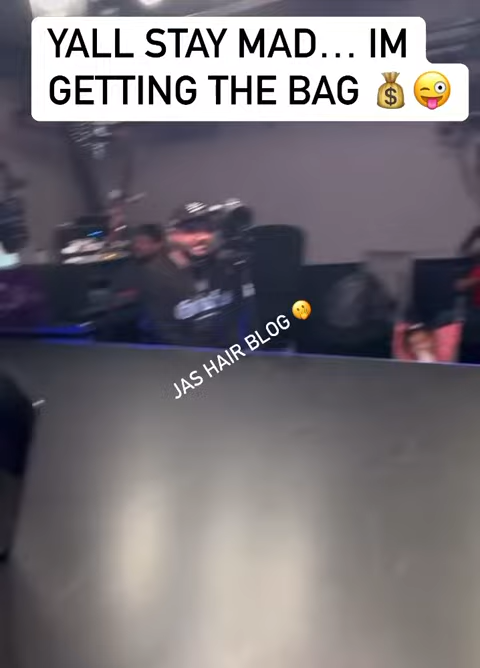 YALL STAY MAD... IM
GETTING THE BAG 💰😜
JAS HAIR BLOG 🤫